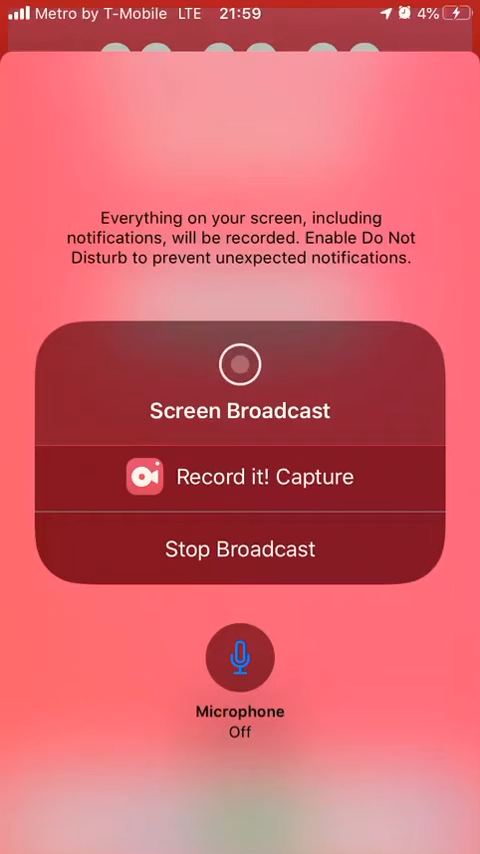 Metro by T-Mobile LTE 21:59 4%
Everything on your screen, including
notifications, will be recorded. Enable Do Not
Disturb to prevent unexpected notifications.
Screen Broadcast
Record it! Capture
Stop Broadcast
Microphone
Off